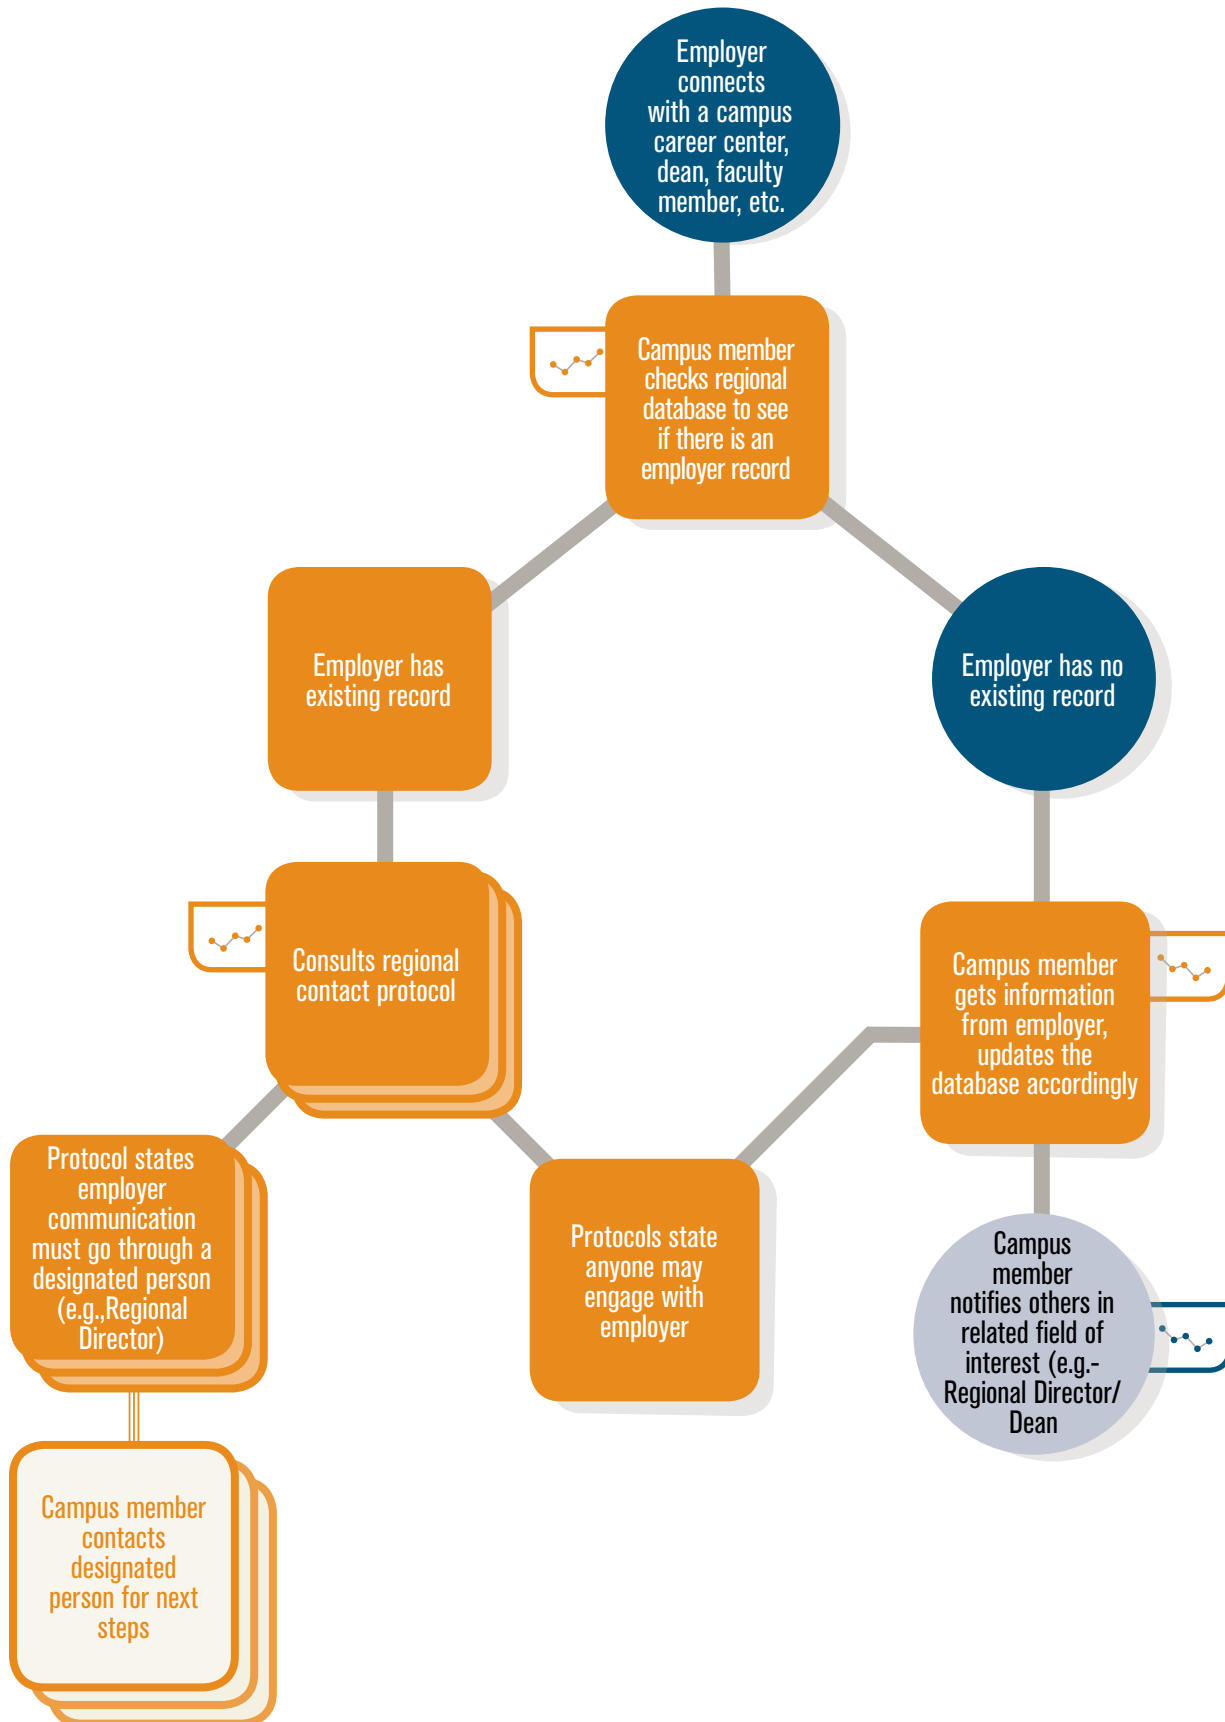 Employer
connects
with a campus
career center,
dean, faculty
member, etc.
Campus member
checks regional
database to see
if there is an
employer record
Employer has
existing record
Employer has no
existing record
Consults regional
contact protocol
Campus member
gets information
from employer,
updates the
database accordingly
Protocol states
employer
communication
must go through a
designated person
(e.g.,Regional
Director)
Protocols state
anyone may
engage with
employer
Campus
member
notifies others in
related field of
interest (e.g.-
Regional Director/
Dean
Campus member
contacts
designated
person for next
steps